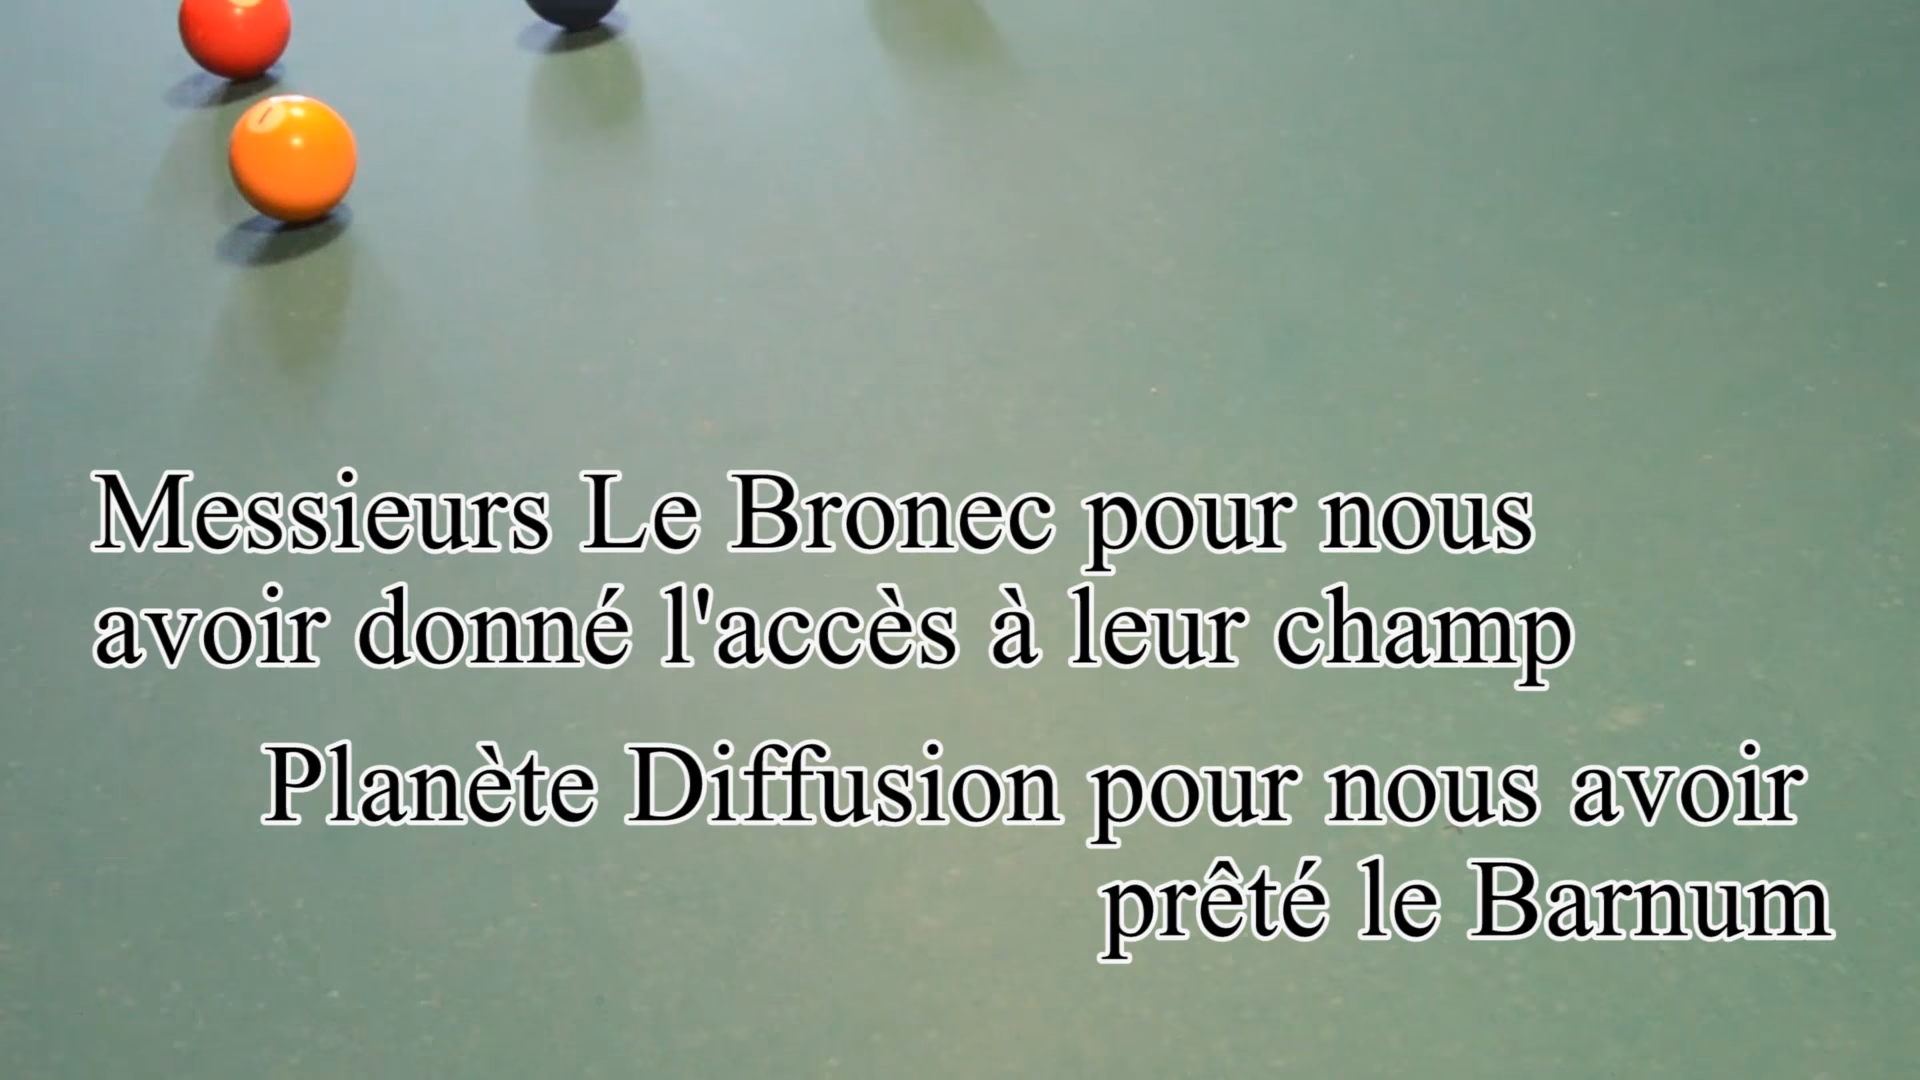 Messieurs Le Bronec pour nous
avoir donné l'accès à leur champ
Planète Diffusion pour nous avoir
prêté le Barnum